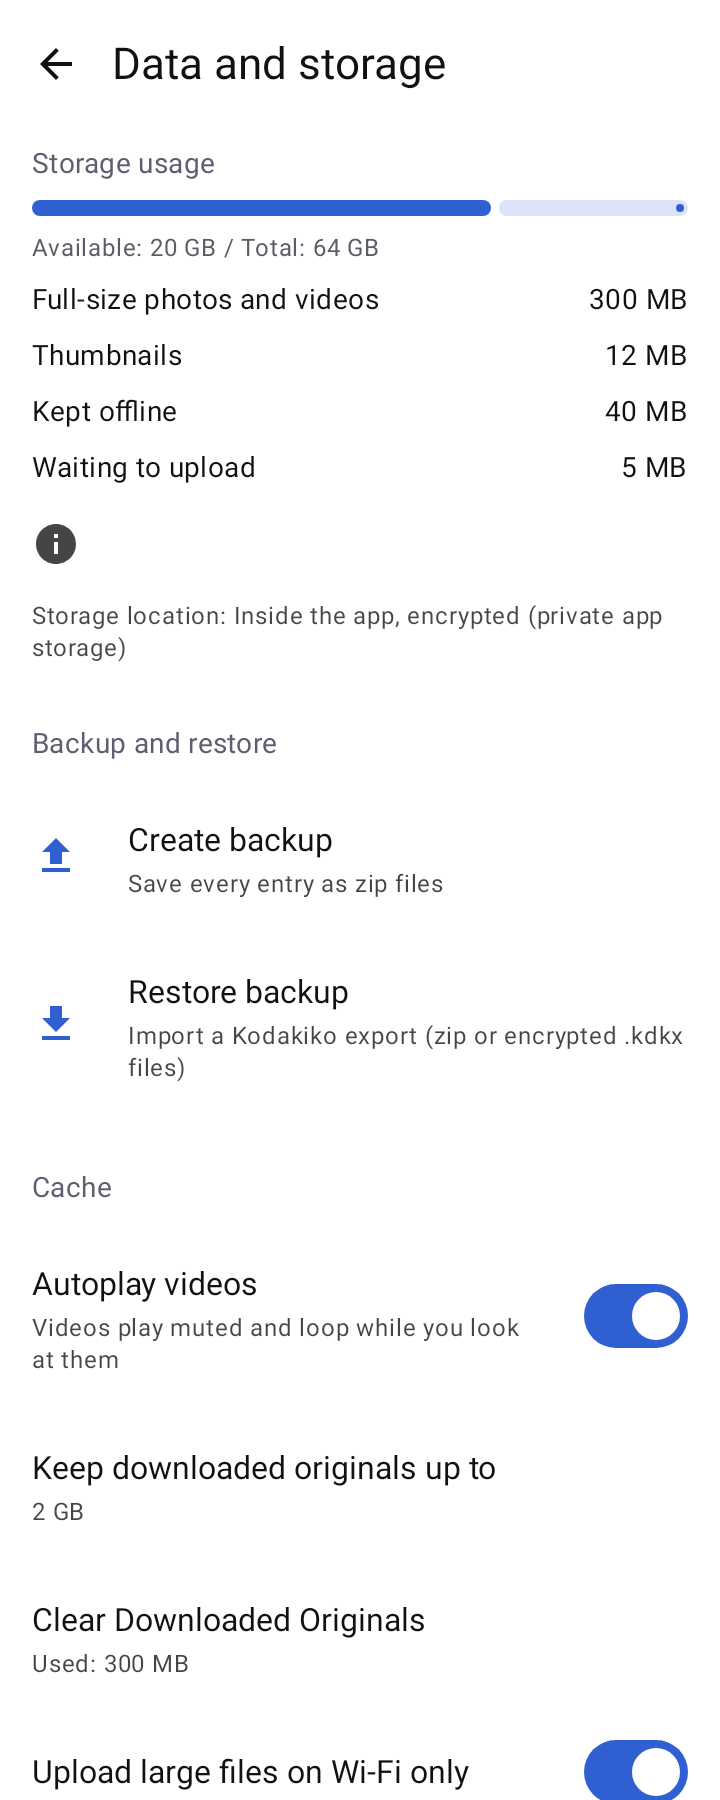 Data and storage
Storage usage
Available: 20 GB / Total: 64 GB
Full-size photos and videos 300 MB
Thumbnails 12 MB
Kept offline 40 MB
Waiting to upload 5 MB
Storage location: Inside the app, encrypted (private app
storage)
Backup and restore
Create backup
Save every entry as zip files
Restore backup
Import a Kodakiko export (zip or encrypted .kdkx
files)
Cache
Autoplay videos
Videos play muted and loop while you look
at them
Keep downloaded originals up to
2 GB
Clear Downloaded Originals
Used: 300 MB
Upload large files on Wi-Fi only